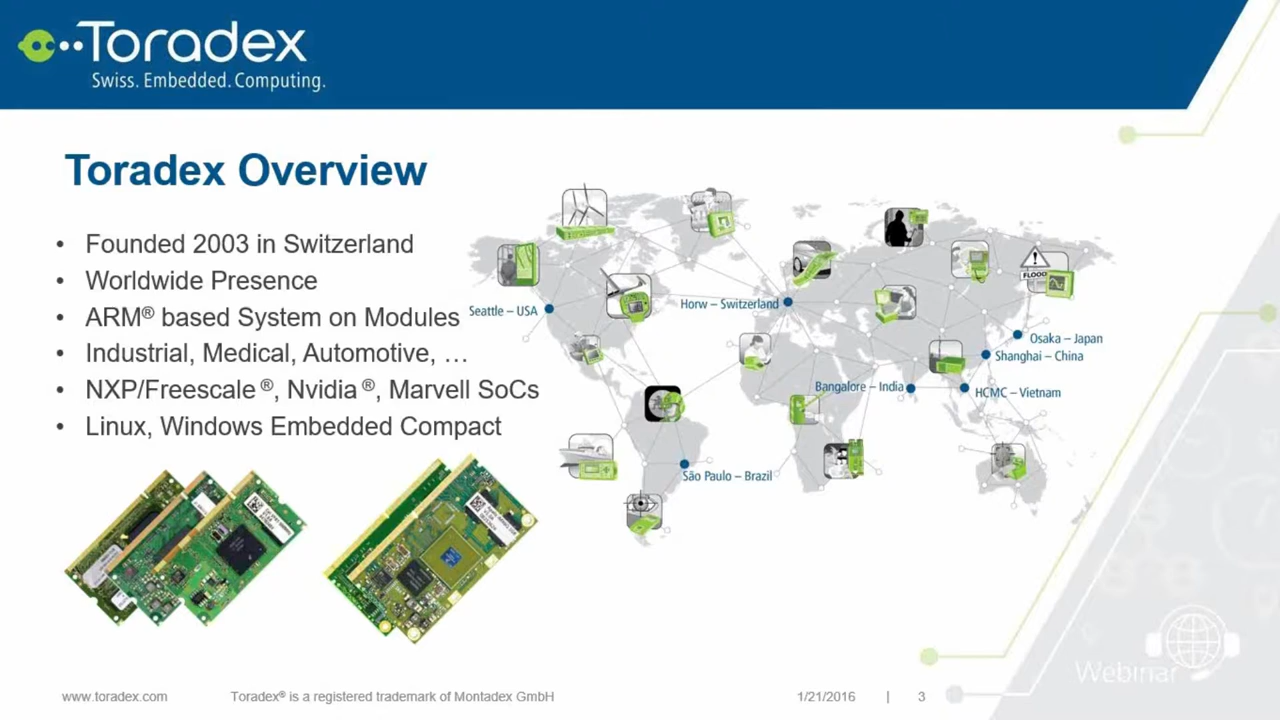 Toradex
Swiss. Embedded. Computing.
Toradex Overview
• Founded 2003 in Switzerland
• Worldwide Presence
• ARM® based System on Modules
• Industrial, Medical, Automotive, …
• NXP/Freescale ®, Nvidia ®, Marvell SoCs
• Linux, Windows Embedded Compact
FLOOD
Seattle – USA
Horw – Switzerland
Osaka – Japan
Shanghai – China
Bangalore – India
HCMC – Vietnam
São Paulo – Brazil
Webinar
www.toradex.com
Toradex® is a registered trademark of Montadex GmbH
1/21/2016 | 3